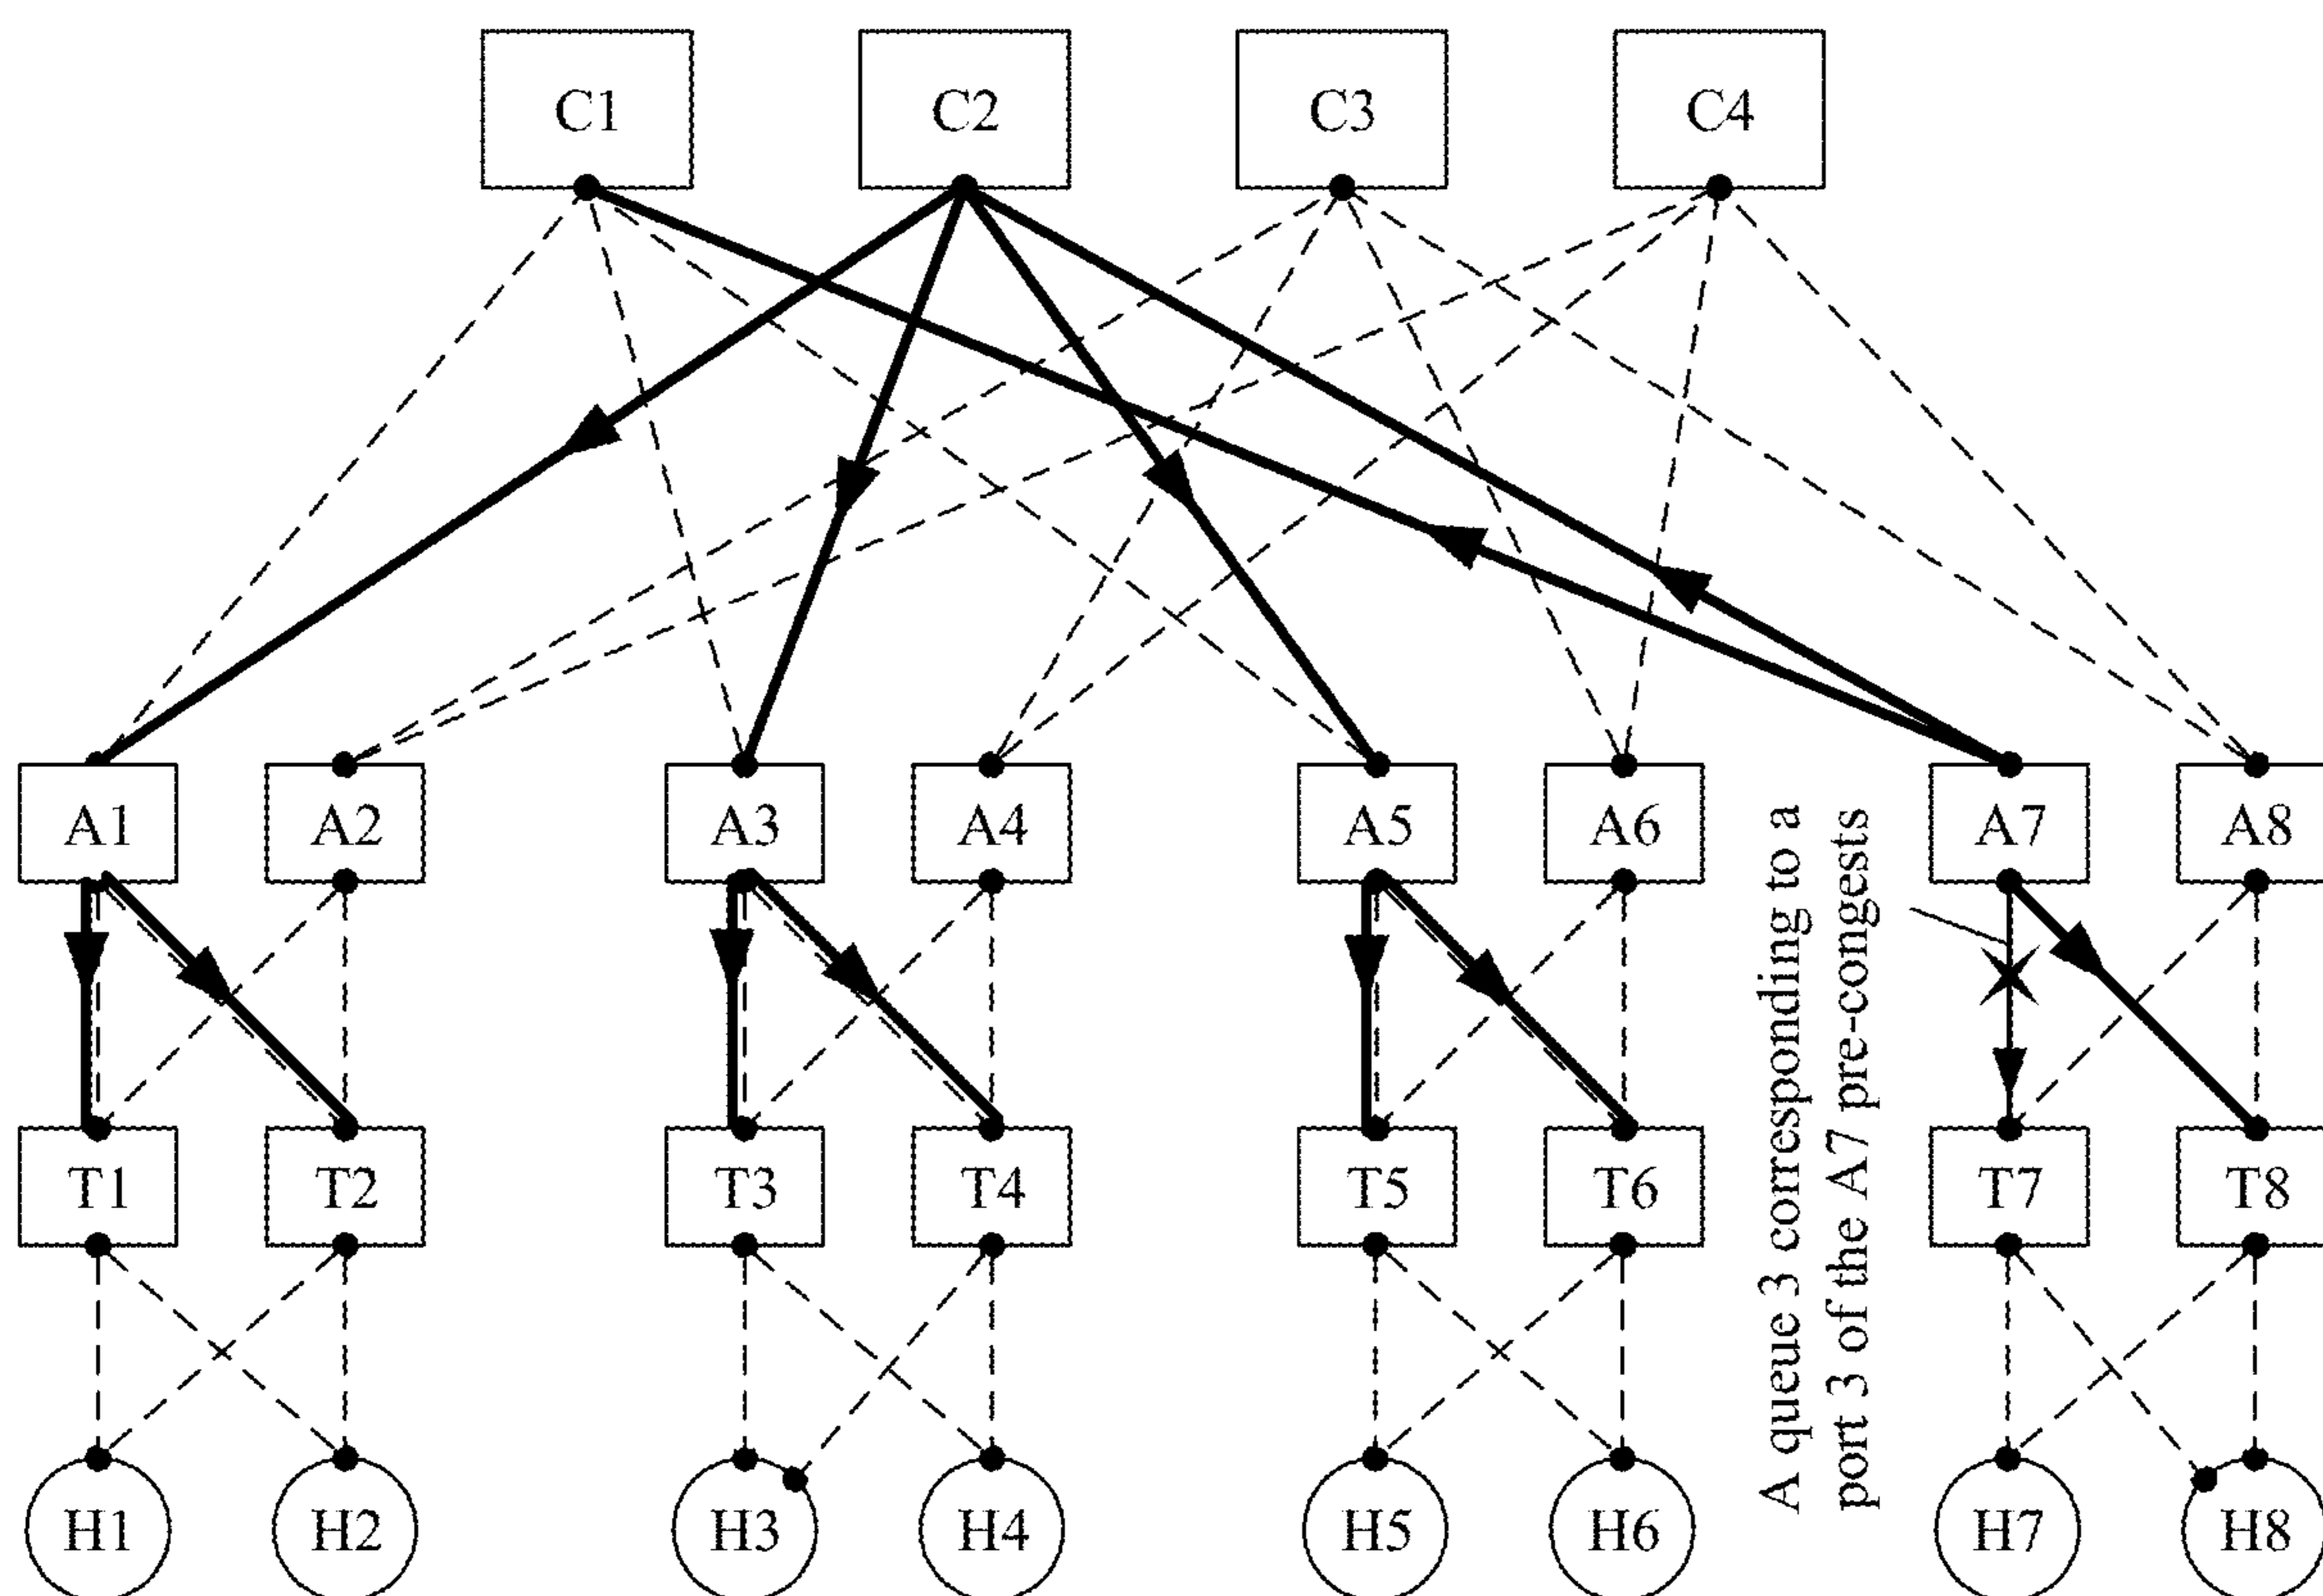 C1 C2 C3 C4
A1 A2 A3 A4 A5 A6 A7 A8
A queue 3 corresponding to a
port 3 of the A7 pre-congests
T1 T2 T3 T4 T5 T6 T7 T8
H1 H2 H3 H4 H5 H6 H7 H8